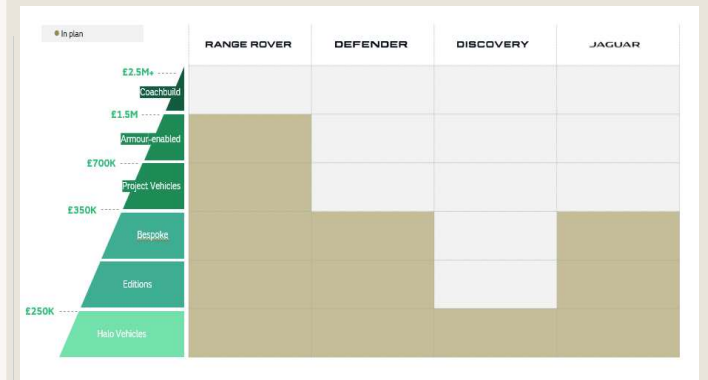 In plan
RANGE ROVER
DEFENDER
DISCOVERY
JAGUAR
£2.5M+
Coachbuild
£1.5M
Armour-enabled
£700K
Project Vehicles
£350K
Bespoke
Editions
£250K
Halo Vehicles